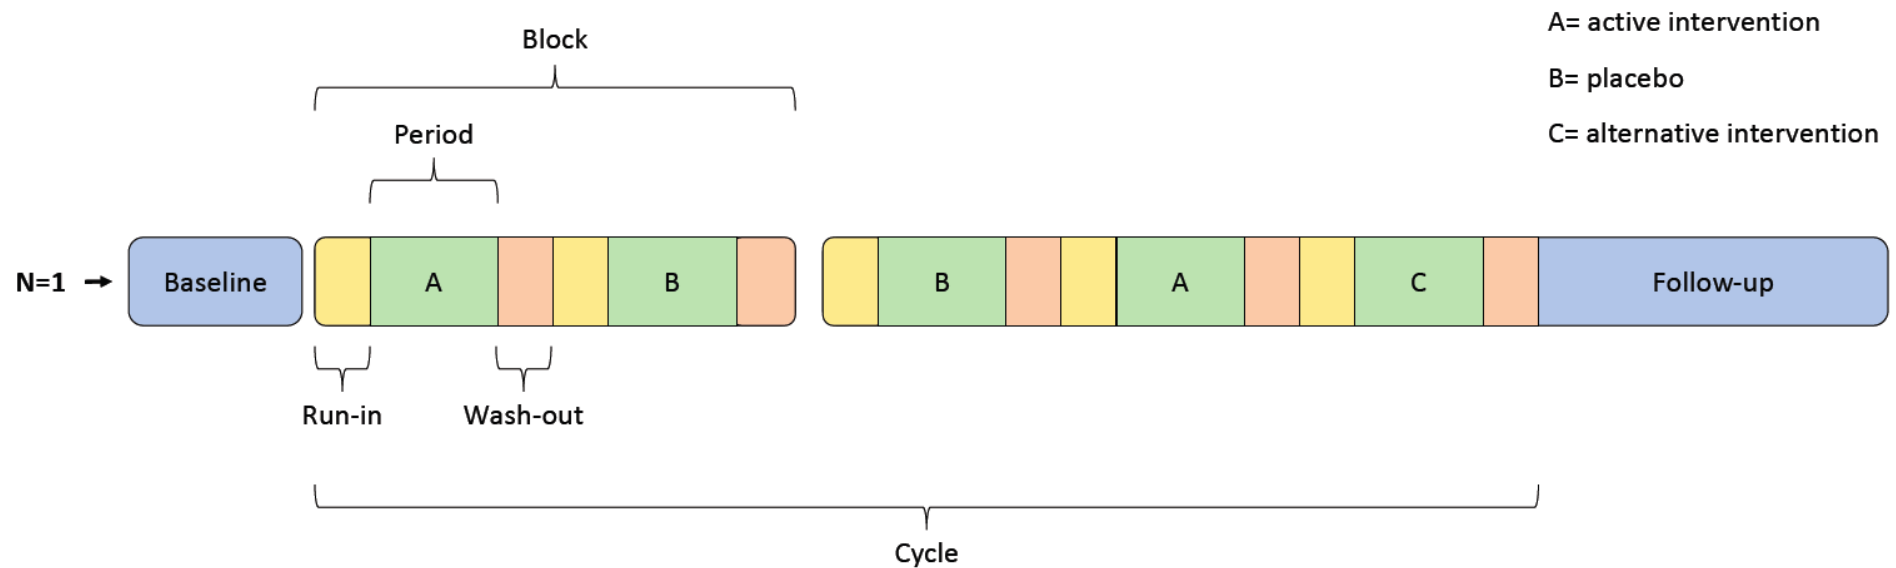 A= active intervention
Block
B= placebo
Period
C= alternative intervention
N=1
Baseline
A
B
B
A
C
Follow-up
Run-in
Wash-out
Cycle